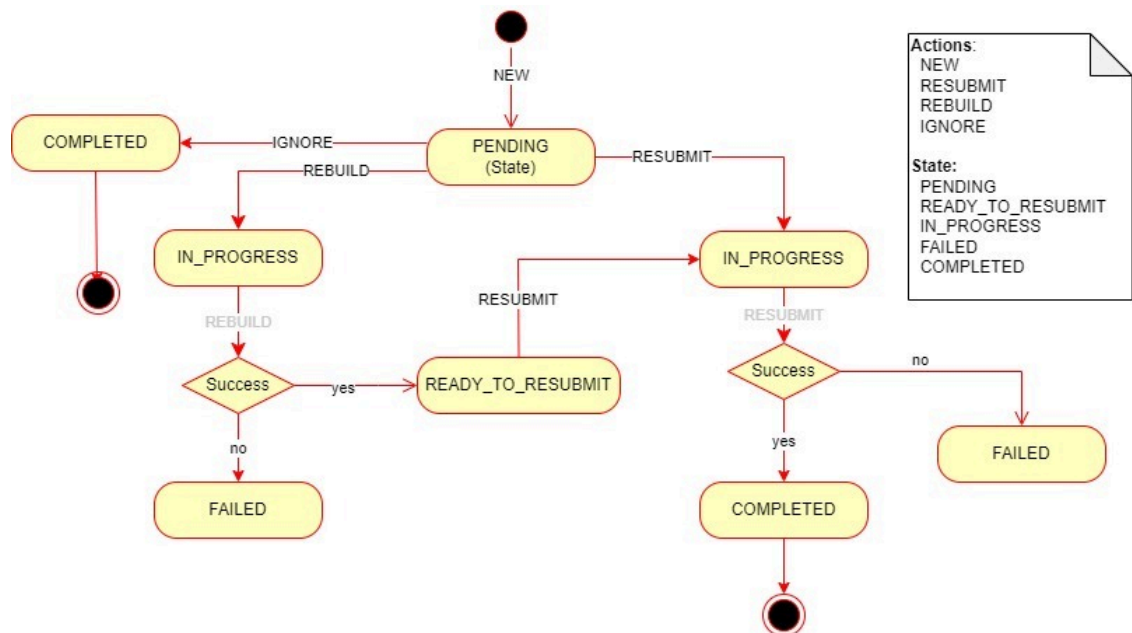 NEW
Actions:
NEW
RESUBMIT
REBUILD
IGNORE
State:
PENDING
READY_TO_RESUBMIT
IN_PROGRESS
FAILED
COMPLETED
COMPLETED
IGNORE
PENDING
(State)
RESUBMIT
REBUILD
IN_PROGRESS
IN_PROGRESS
RESUBMIT
REBUILD
RESUBMIT
Success
yes
READY_TO_RESUBMIT
Success
no
no
yes
FAILED
FAILED
COMPLETED